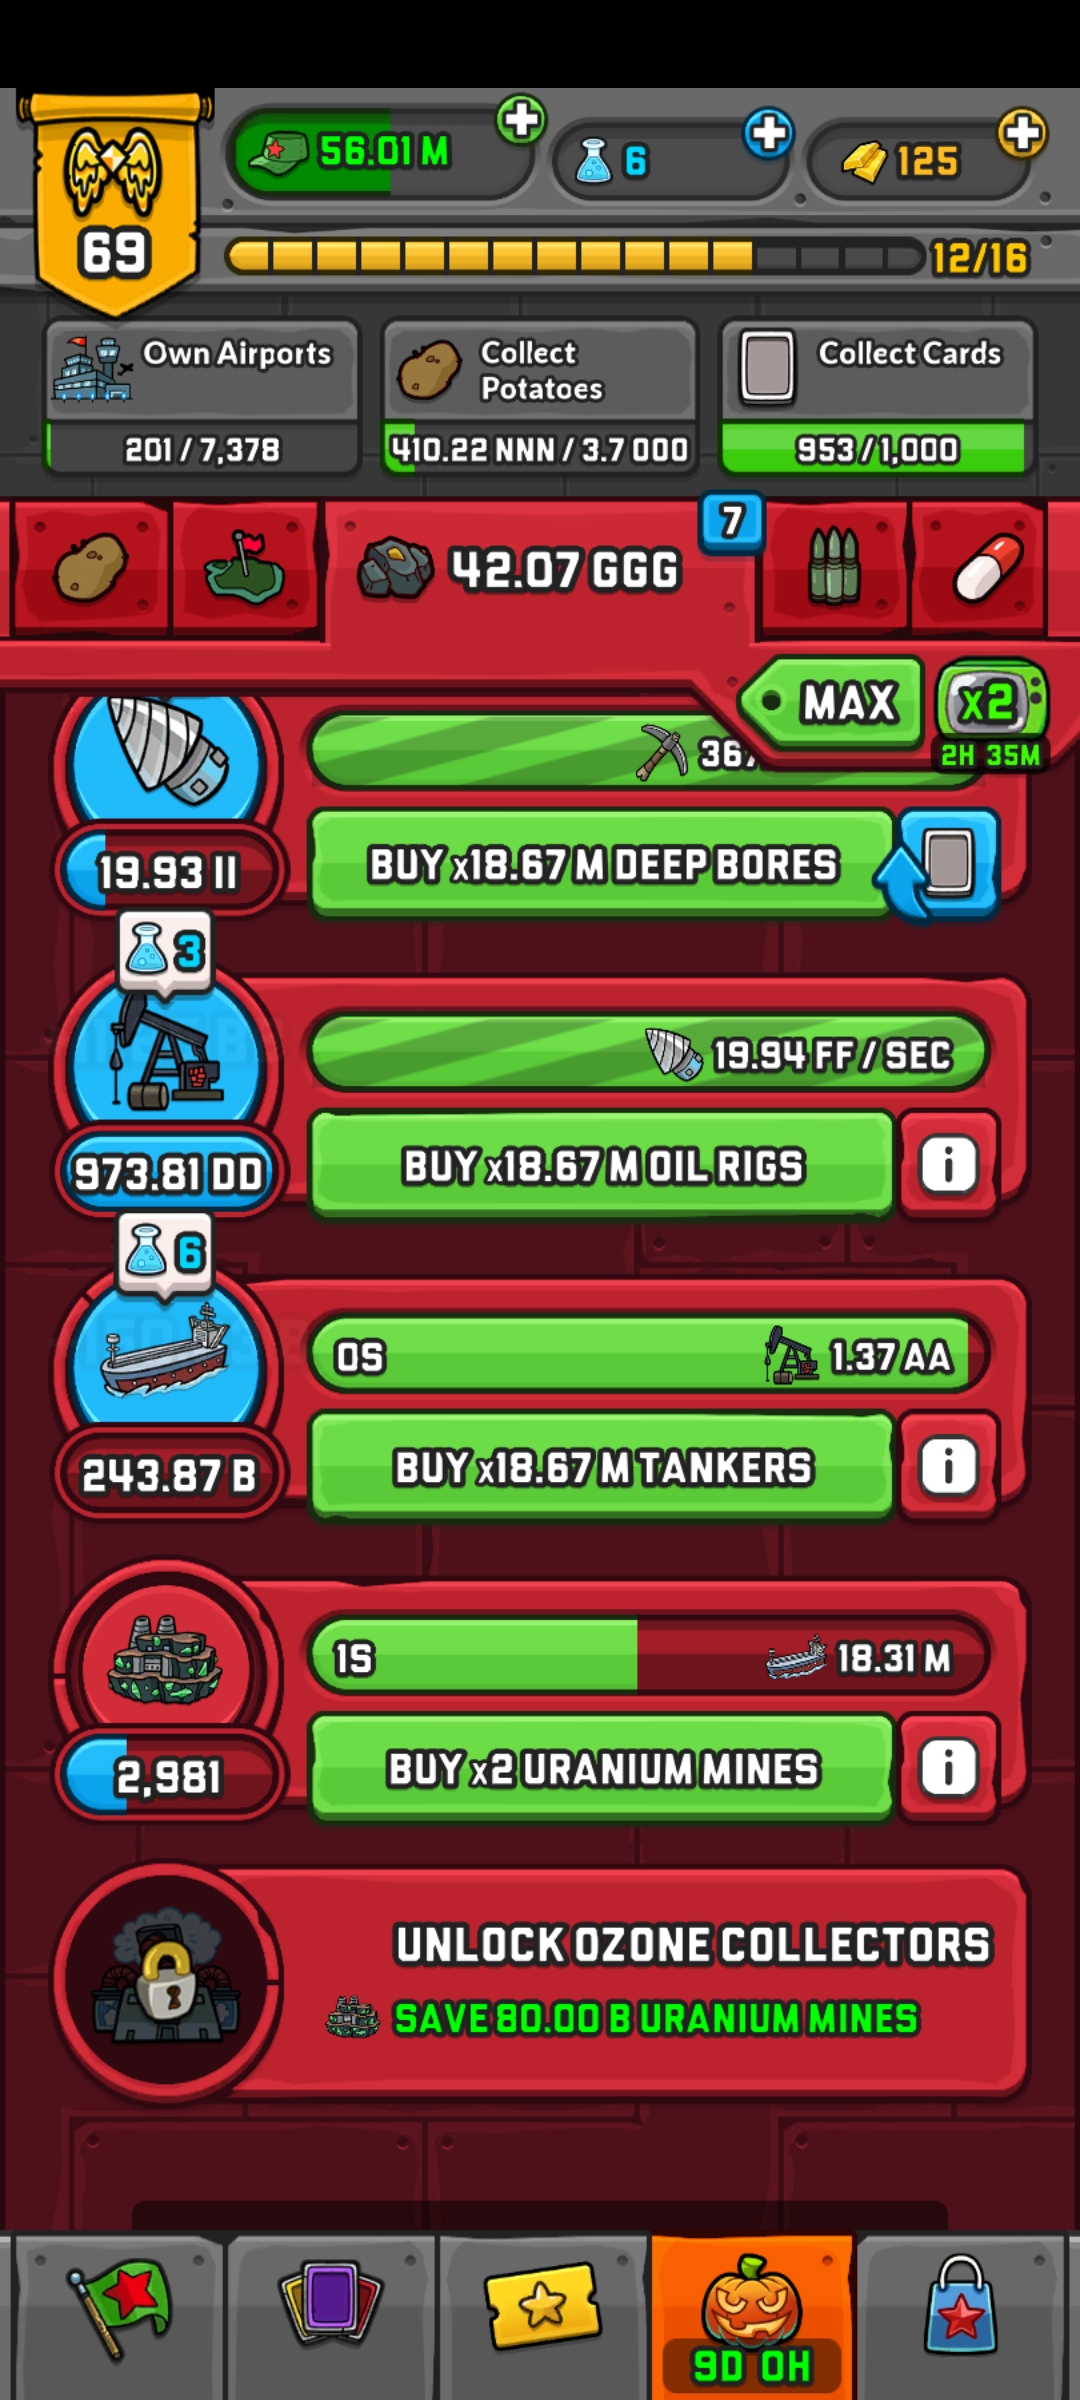 56.01 M
6
125
69
12/16
Own Airports
201 / 7,378
Collect
Potatoes
410.22 NNN / 3.7 OOO
Collect Cards
953 / 1,000
42.07 GGG
7
MAX
x2
2H 35M
19.93 II
BUY x18.67 M DEEP BORES
3
19.94 FF / SEC
973.81 DD
BUY x18.67 M OIL RIGS
i
6
0S
1.37 AA
243.87 B
BUY x18.67 M TANKERS
i
1S
18.31 M
2,981
BUY x2 URANIUM MINES
i
UNLOCK OZONE COLLECTORS
SAVE 80.00 B URANIUM MINES
9D 0H